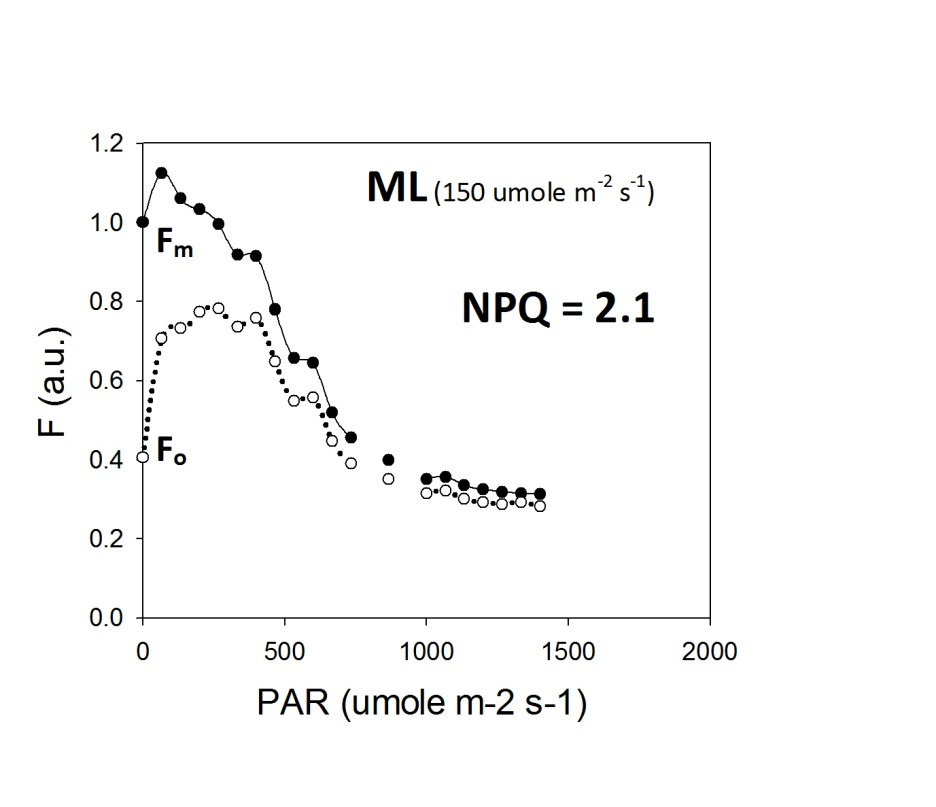 1.2
ML (150 umole m⁻² s⁻¹)
1.0
Fm
NPQ = 2.1
0.8
0.6
F (a.u.)
Fo
0.4
0.2
0.0
0 500 1000 1500 2000
PAR (umole m-2 s-1)